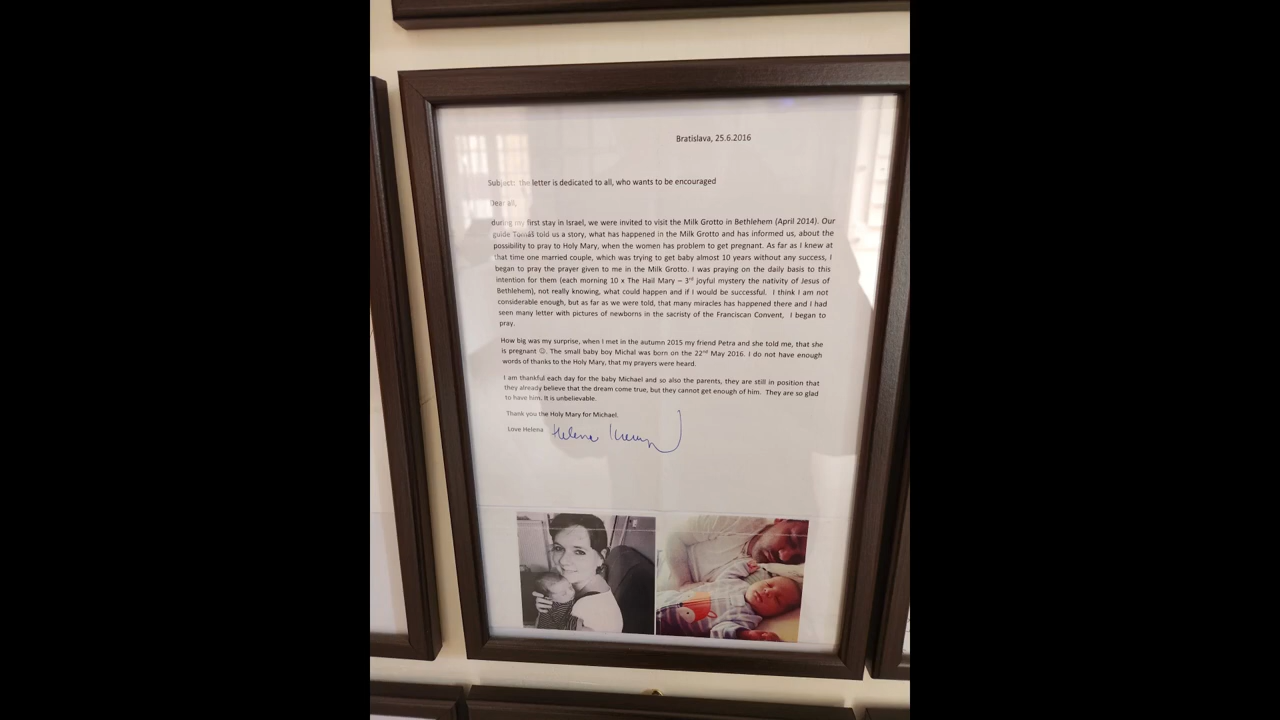 Bratislava, 25.6.2016
Subject: the letter is dedicated to all, who wants to be encouraged
Dear all,
during my first stay in Israel, we were invited to visit the Milk Grotto in Bethlehem (April 2014). Our
guide Tomáš told us a story, what has happened in the Milk Grotto and has informed us, about the
possibility to pray to Holy Mary, when the women has problem to get pregnant. As far as I knew at
that time one married couple, which was trying to get baby almost 10 years without any success, I
began to pray the prayer given to me in the Milk Grotto. I was praying on the daily basis to this
intention for them (each morning 10 x The Hail Mary – 3rd joyful mystery the nativity of Jesus of
Bethlehem), not really knowing, what could happen and if I would be successful. I think I am not
considerable enough, but as far as we were told, that many miracles has happened there and I had
seen many letter with pictures of newborns in the sacristy of the Franciscan Convent, I began to
pray.
How big was my surprise, when I met in the autumn 2015 my friend Petra and she told me, that she
is pregnant ☺. The small baby boy Michal was born on the 22nd May 2016. I do not have enough
words of thanks to the Holy Mary, that my prayers were heard.
I am thankful each day for the baby Michael and so also the parents, they are still in position that
they already believe that the dream come true, but they cannot get enough of him. They are so glad
to have him. It is unbelievable.
Thank you the Holy Mary for Michael.
Love Helena Helena